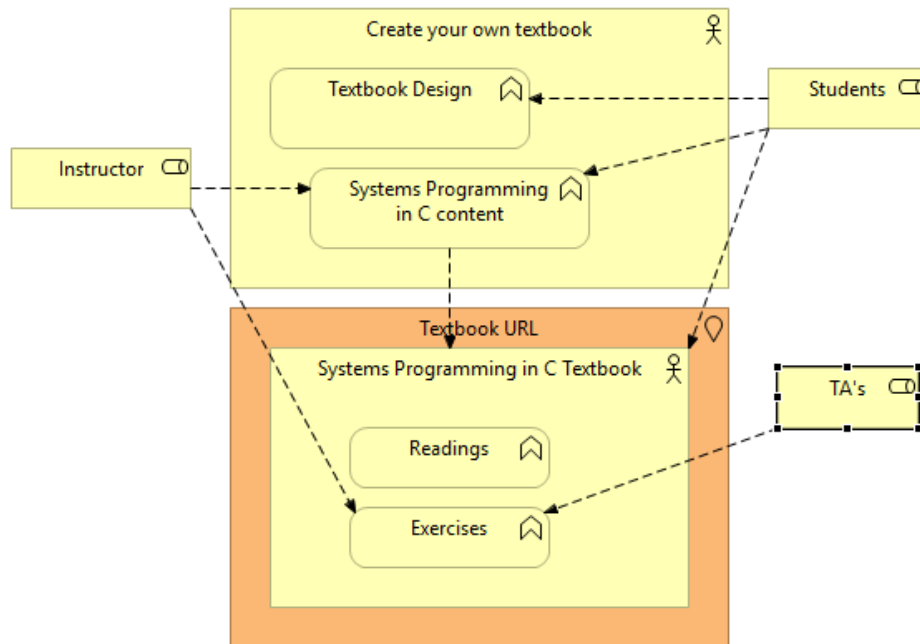 Create your own textbook
Textbook Design
Students
Instructor
Systems Programming
in C content
Textbook URL
Systems Programming in C Textbook
TA's
Readings
Exercises